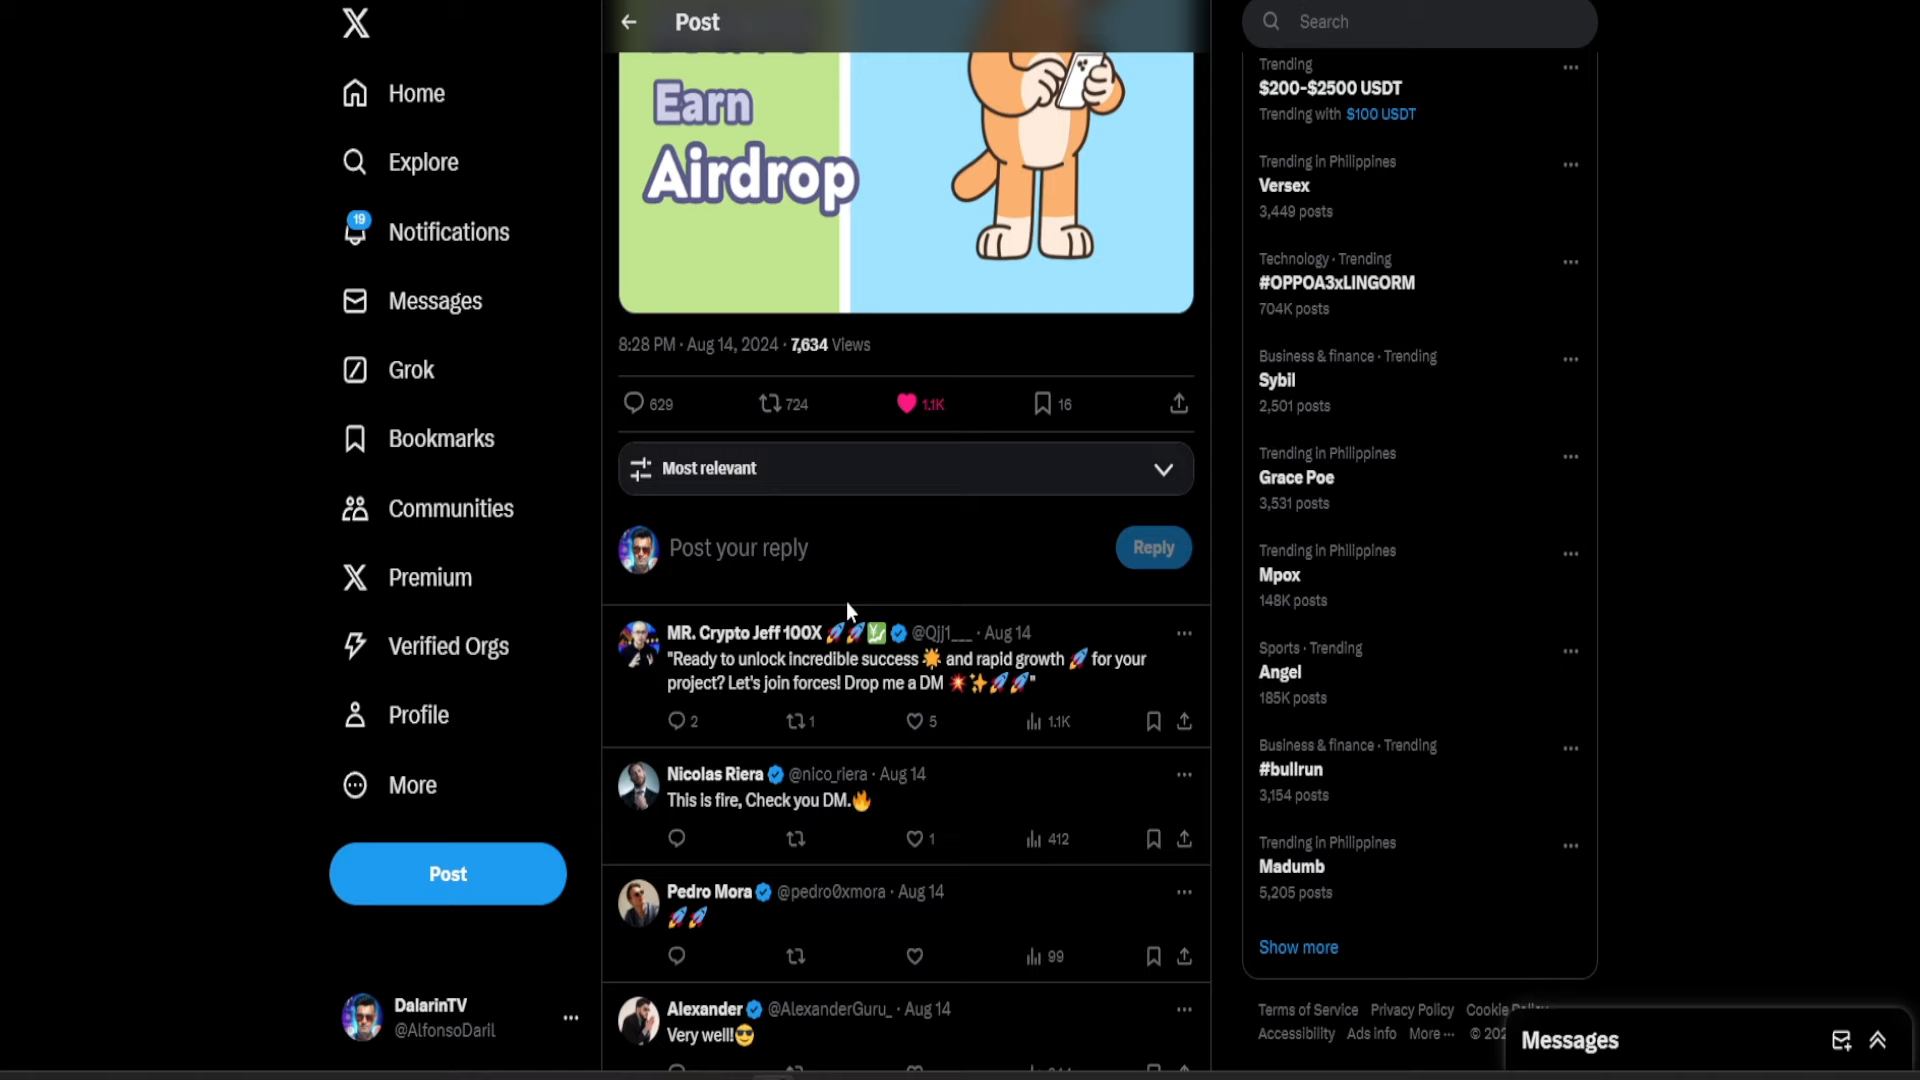 Home
Explore
19
Notifications
Messages
Grok
Bookmarks
Communities
Premium
Verified Orgs
Profile
More
Post
DalarinTV
@AlfonsoDaril
Post
Earn
Airdrop
8:28 PM · Aug 14, 2024 · 7,634 Views
629 724 1.1K 16
Most relevant
Post your reply
Reply
MR. Crypto Jeff 100X 🚀🚀💹 @Qjj1___ · Aug 14
"Ready to unlock incredible success 🌟 and rapid growth 🚀 for your
project? Let's join forces! Drop me a DM 💥✨🚀🚀"
2 1 5 1.1K
Nicolas Riera @nico_riera · Aug 14
This is fire, Check you DM.🔥
1 412
Pedro Mora @pedro0xmora · Aug 14
🚀🚀
99
Alexander @AlexanderGuru_ · Aug 14
Very well!😎
Search
Trending
$200-$2500 USDT
Trending with $100 USDT
Trending in Philippines
Versex
3,449 posts
Technology · Trending
#OPPOA3xLINGORM
704K posts
Business & finance · Trending
Sybil
2,501 posts
Trending in Philippines
Grace Poe
3,531 posts
Trending in Philippines
Mpox
148K posts
Sports · Trending
Angel
185K posts
Business & finance · Trending
#bullrun
3,154 posts
Trending in Philippines
Madumb
5,205 posts
Show more
Terms of Service Privacy Policy Cookie
Accessibility Ads info More ··· ©
Messages